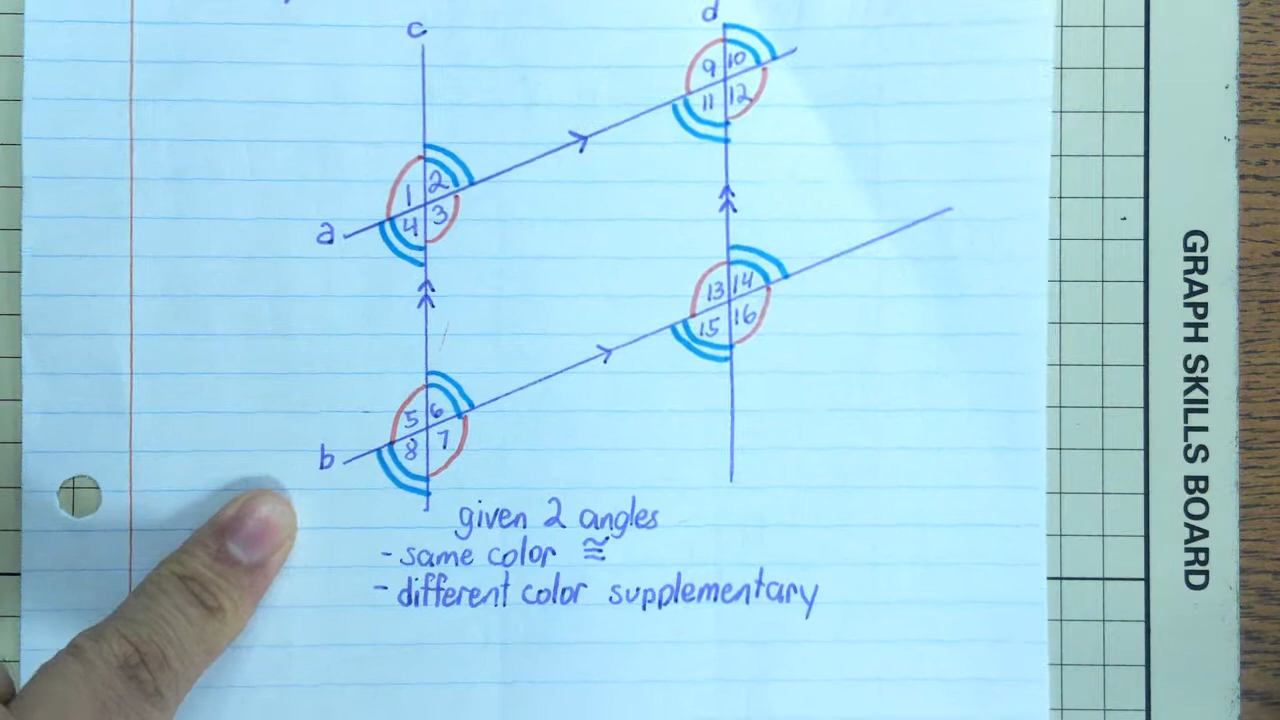 c
d
9 10
11 12
1 2
4 3
a
13 14
15 16
5 6
8 7
b
given 2 angles
- same color ≅
- different color supplementary
GRAPH SKILLS BOARD